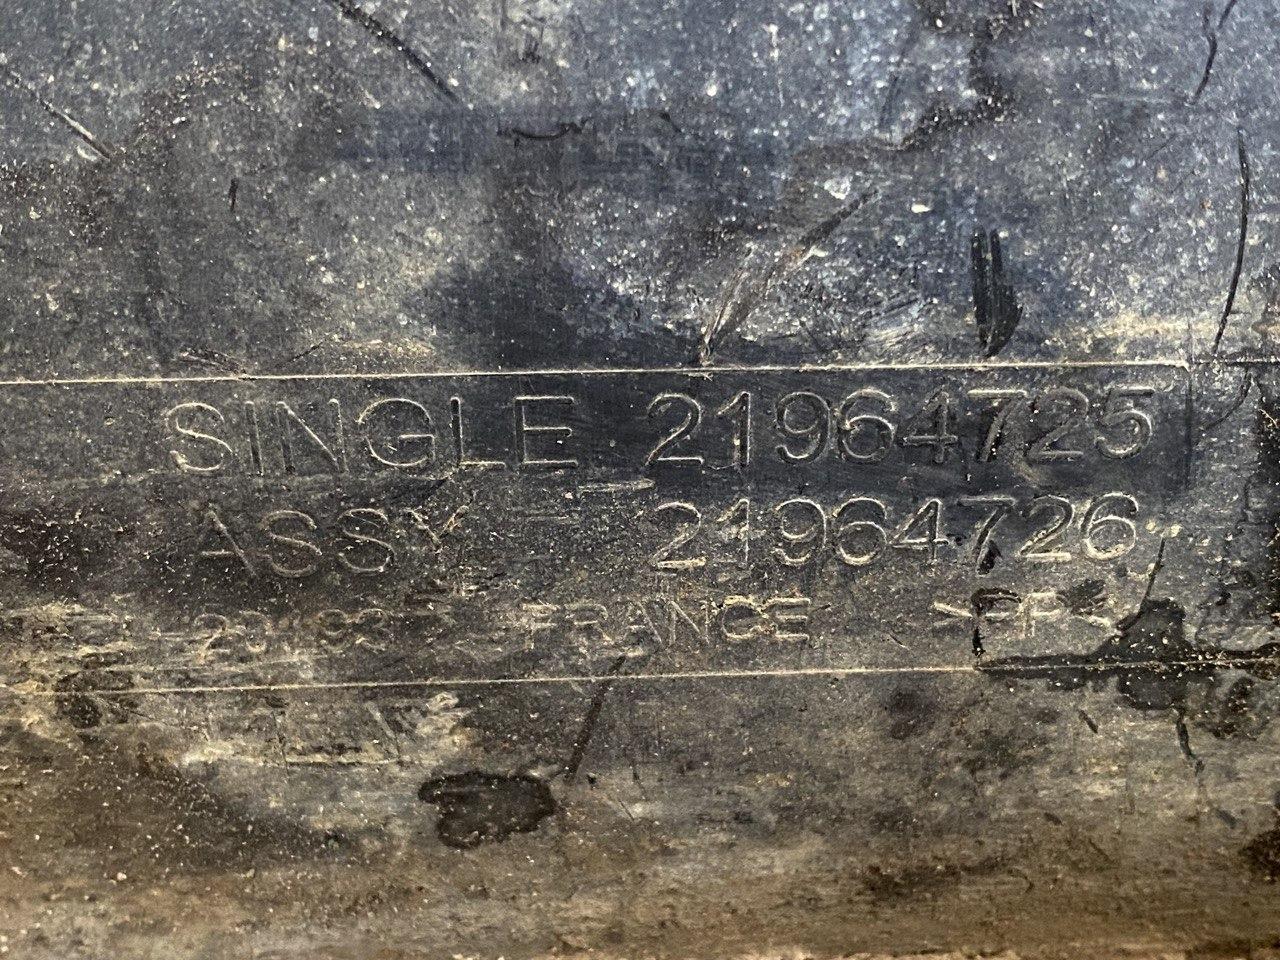 SINGLE 21964725
ASSY 21964726
FRANCE >PP<